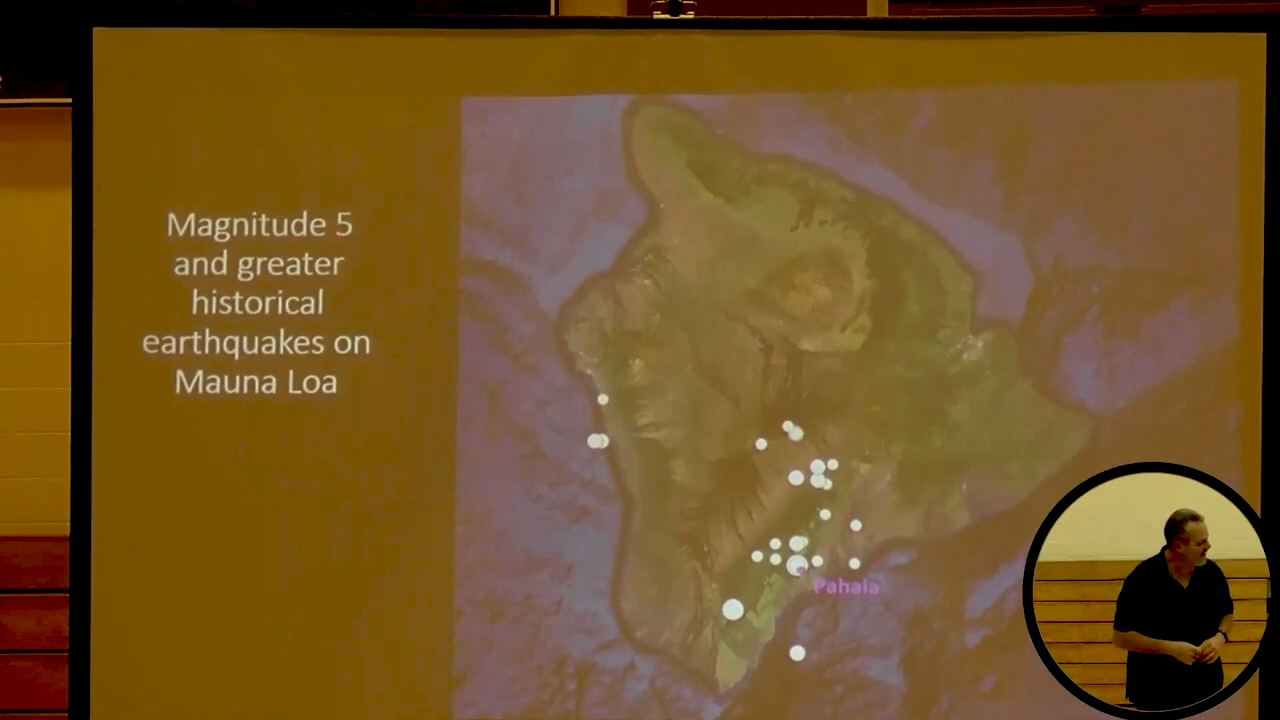 Magnitude 5
and greater
historical
earthquakes on
Mauna Loa
Pahala